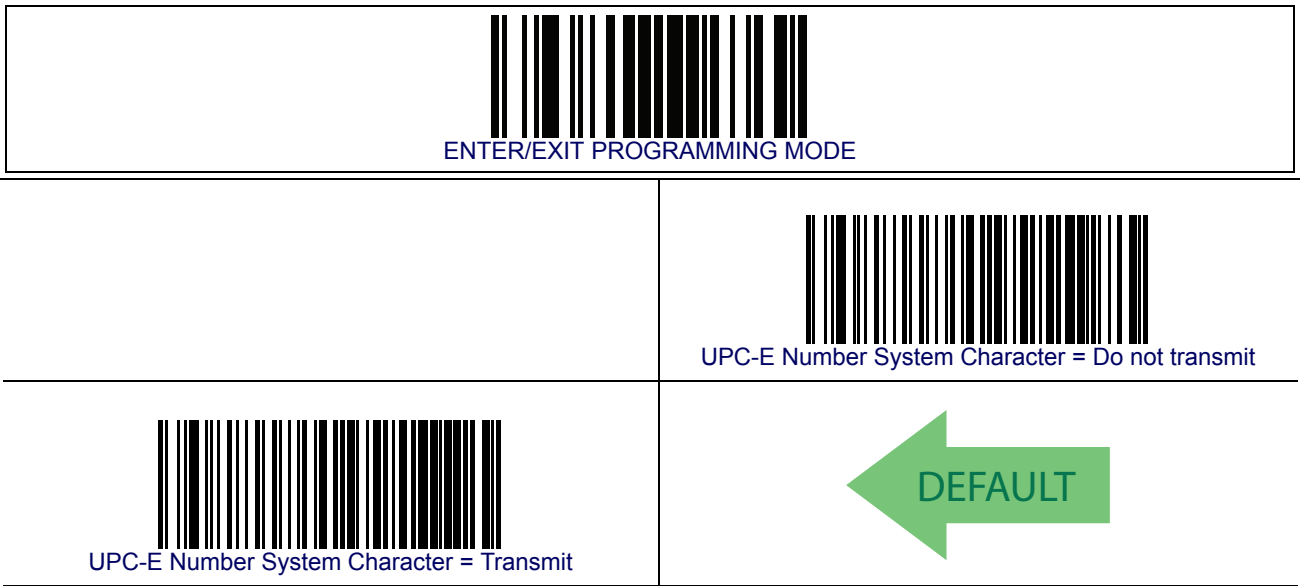 ENTER/EXIT PROGRAMMING MODE
UPC-E Number System Character = Do not transmit
UPC-E Number System Character = Transmit
DEFAULT